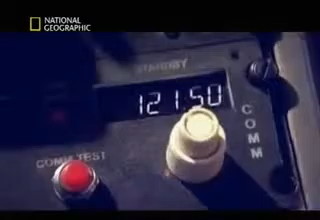 NATIONAL
GEOGRAPHIC
STANDBY
121.50
COMM
COMM TEST